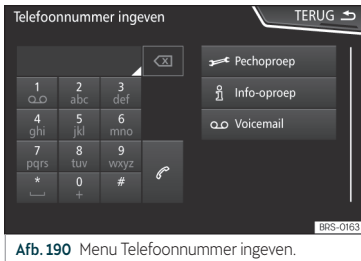 Telefoonnummer ingeven
TERUG
1
2 abc
3 def
4 ghi
5 jkl
6 mno
7 pqrs
8 tuv
9 wxyz
*
0 +
#
Pechoproep
Info-oproep
Voicemail
BRS-0163
Afb. 190 Menu Telefoonnummer ingeven.